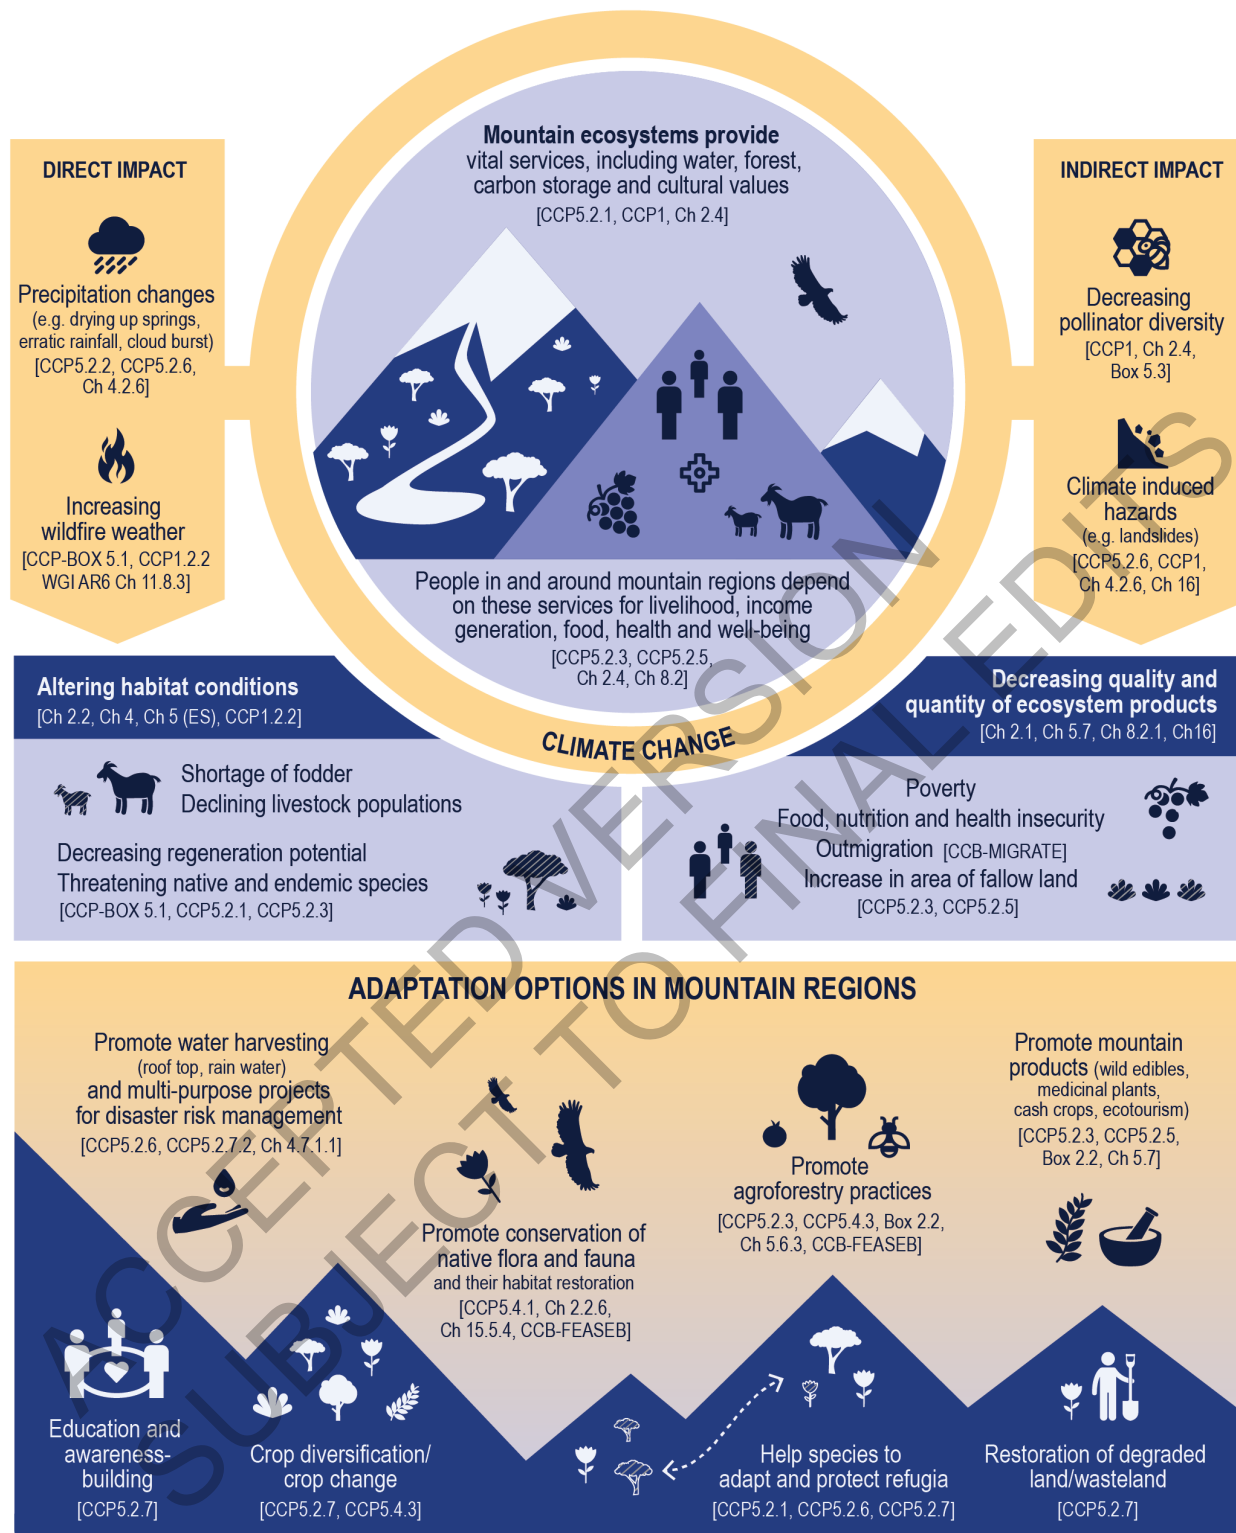 Mountain ecosystems provide
vital services, including water, forest,
carbon storage and cultural values
[CCP5.2.1, CCP1, Ch 2.4]
DIRECT IMPACT
Precipitation changes
(e.g. drying up springs,
erratic rainfall, cloud burst)
[CCP5.2.2, CCP5.2.6,
Ch 4.2.6]
Increasing
wildfire weather
[CCP-BOX 5.1, CCP1.2.2
WGI AR6 Ch 11.8.3]
INDIRECT IMPACT
Decreasing
pollinator diversity
[CCP1, Ch 2.4,
Box 5.3]
Climate induced
hazards
(e.g. landslides)
[CCP5.2.6, CCP1,
Ch 4.2.6, Ch 16]
People in and around mountain regions depend
on these services for livelihood, income
generation, food, health and well-being
[CCP5.2.3, CCP5.2.5,
Ch 2.4, Ch 8.2]
CLIMATE CHANGE
Altering habitat conditions
[Ch 2.2, Ch 4, Ch 5 (ES), CCP1.2.2]
Shortage of fodder
Declining livestock populations
Decreasing regeneration potential
Threatening native and endemic species
[CCP-BOX 5.1, CCP5.2.1, CCP5.2.3]
Decreasing quality and
quantity of ecosystem products
[Ch 2.1, Ch 5.7, Ch 8.2.1, Ch16]
Poverty
Food, nutrition and health insecurity
Outmigration [CCB-MIGRATE]
Increase in area of fallow land
[CCP5.2.3, CCP5.2.5]
ADAPTATION OPTIONS IN MOUNTAIN REGIONS
Promote water harvesting
(roof top, rain water)
and multi-purpose projects
for disaster risk management
[CCP5.2.6, CCP5.2.7.2, Ch 4.7.1.1]
Promote conservation of
native flora and fauna
and their habitat restoration
[CCP5.4.1, Ch 2.2.6,
Ch 15.5.4, CCB-FEASEB]
Promote
agroforestry practices
[CCP5.2.3, CCP5.4.3, Box 2.2,
Ch 5.6.3, CCB-FEASEB]
Promote mountain
products (wild edibles,
medicinal plants,
cash crops, ecotourism)
[CCP5.2.3, CCP5.2.5,
Box 2.2, Ch 5.7]
Education and
awareness-
building
[CCP5.2.7]
Crop diversification/
crop change
[CCP5.2.7, CCP5.4.3]
Help species to
adapt and protect refugia
[CCP5.2.1, CCP5.2.6, CCP5.2.7]
Restoration of degraded
land/wasteland
[CCP5.2.7]
ACCEPTED VERSION
SUBJECT TO FINAL EDITS